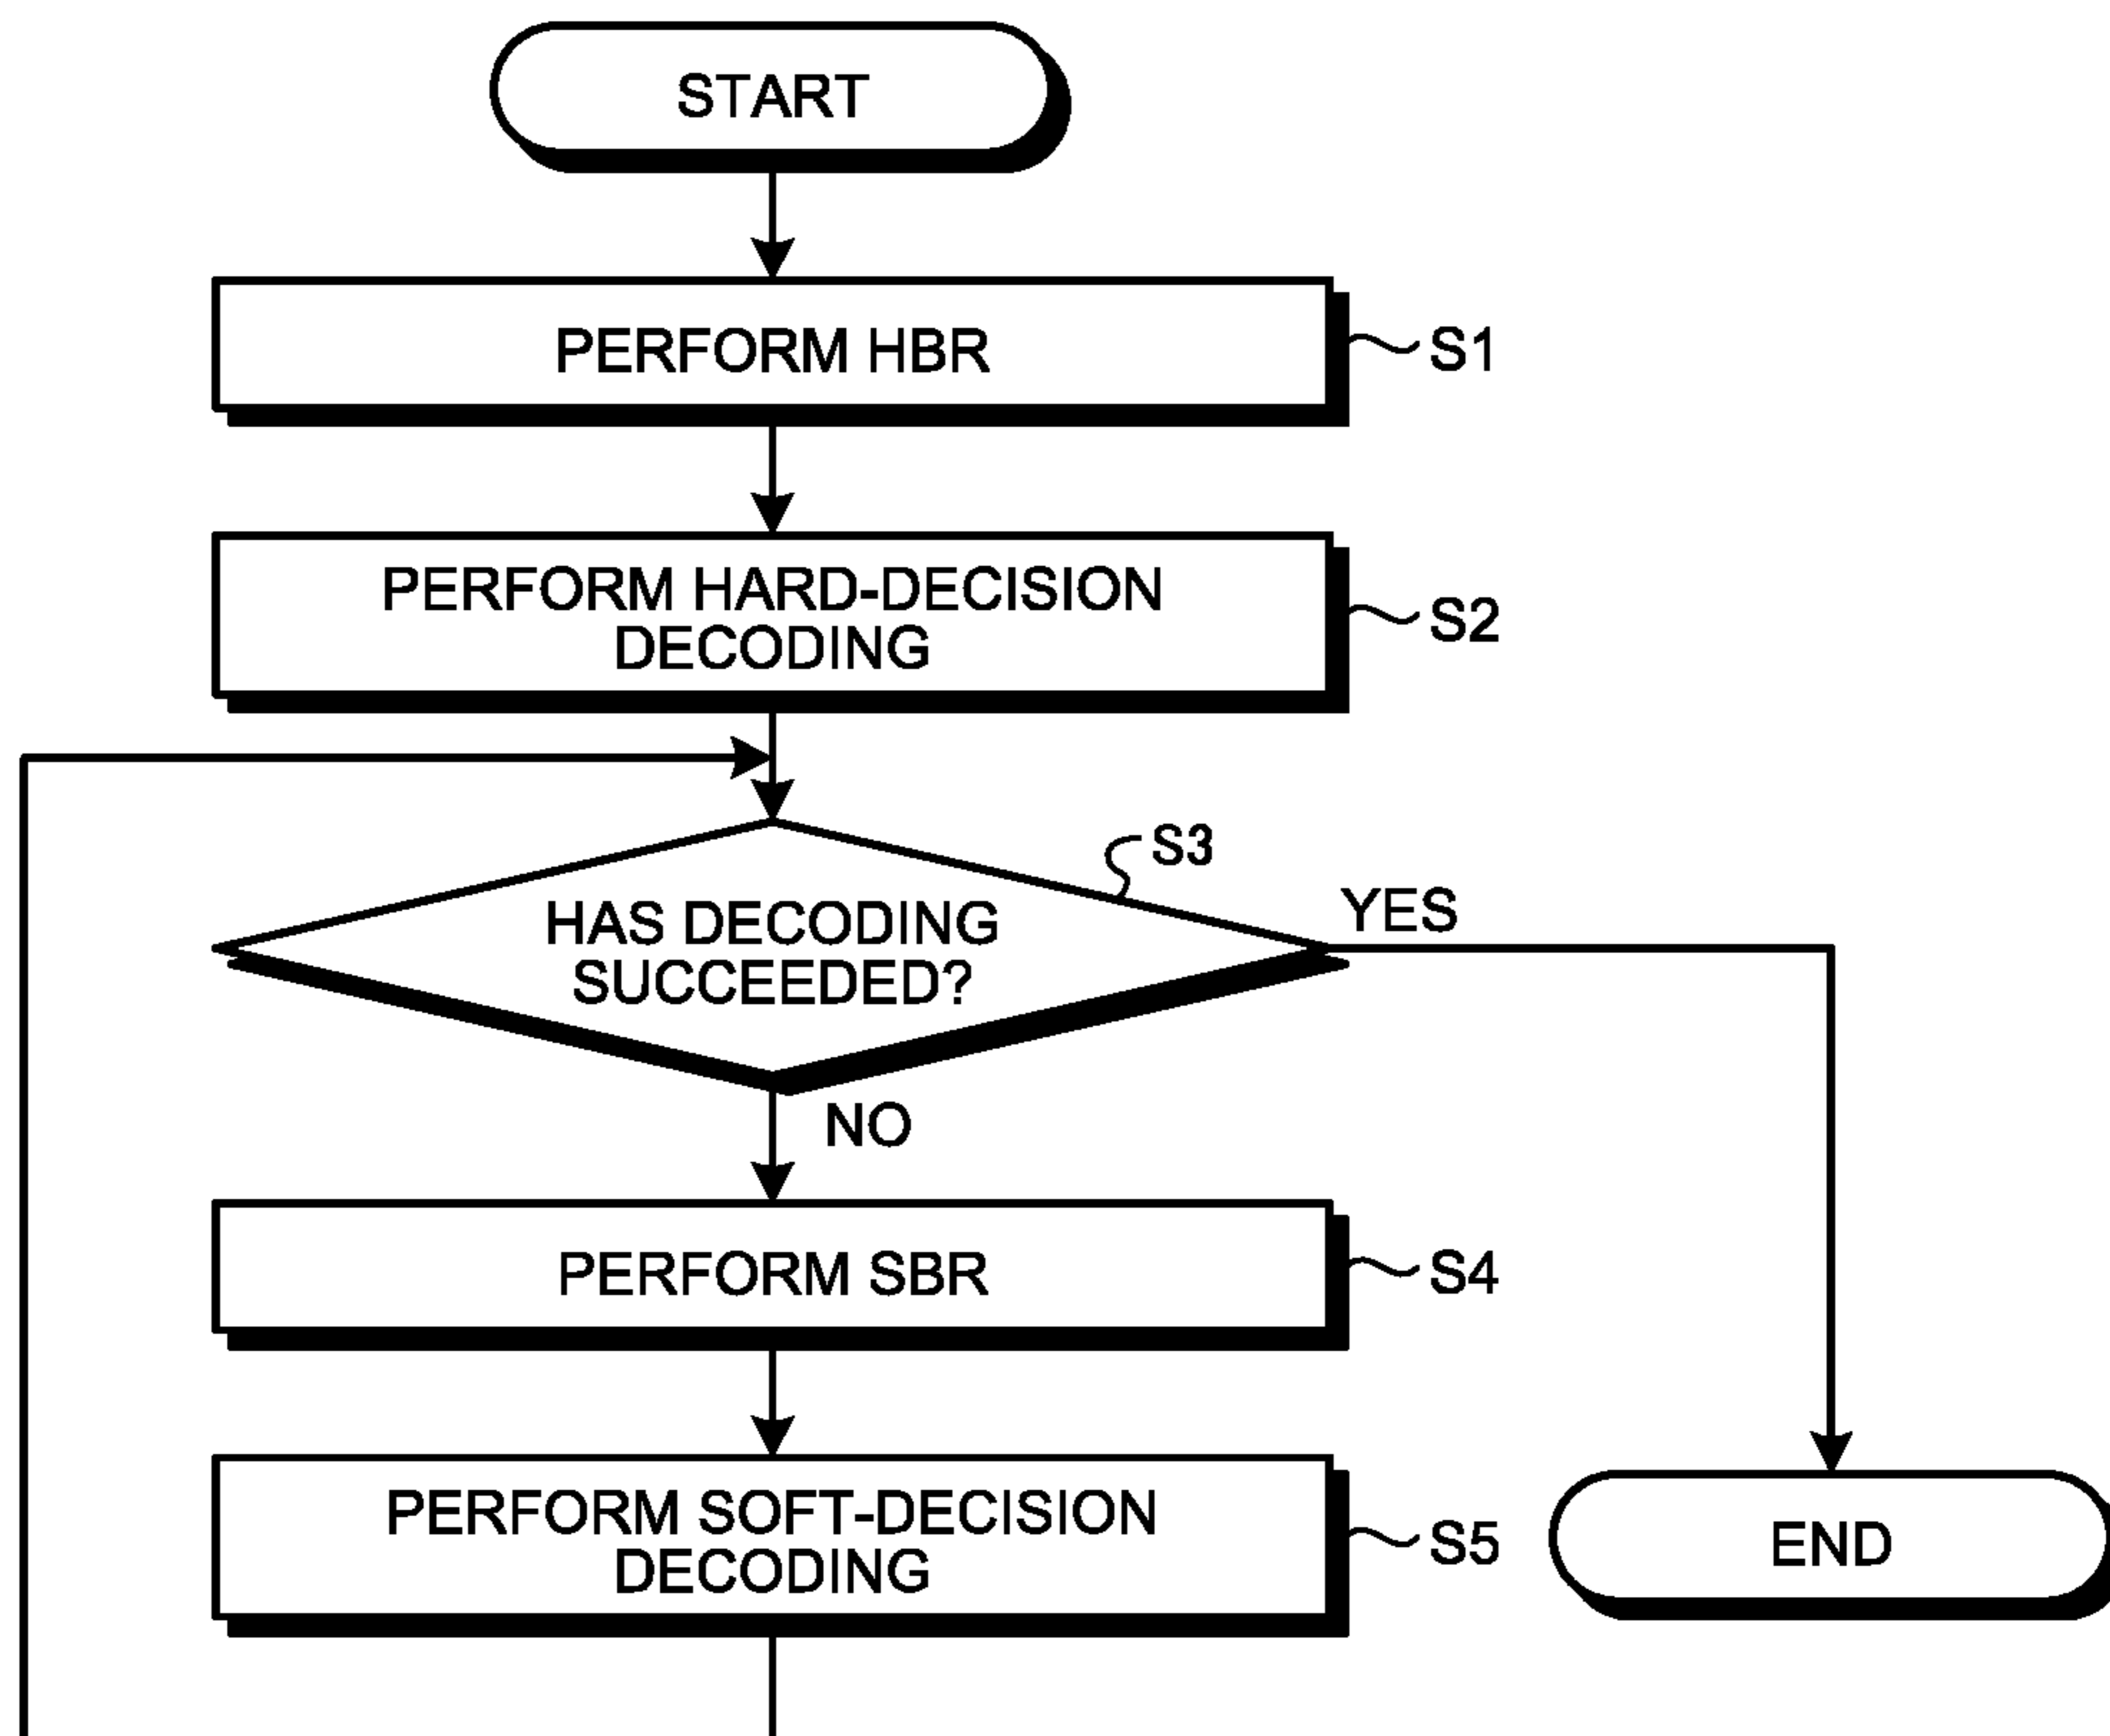 START
PERFORM HBR
S1
PERFORM HARD-DECISION
DECODING
S2
S3
HAS DECODING
SUCCEEDED?
YES
NO
PERFORM SBR
S4
PERFORM SOFT-DECISION
DECODING
S5
END